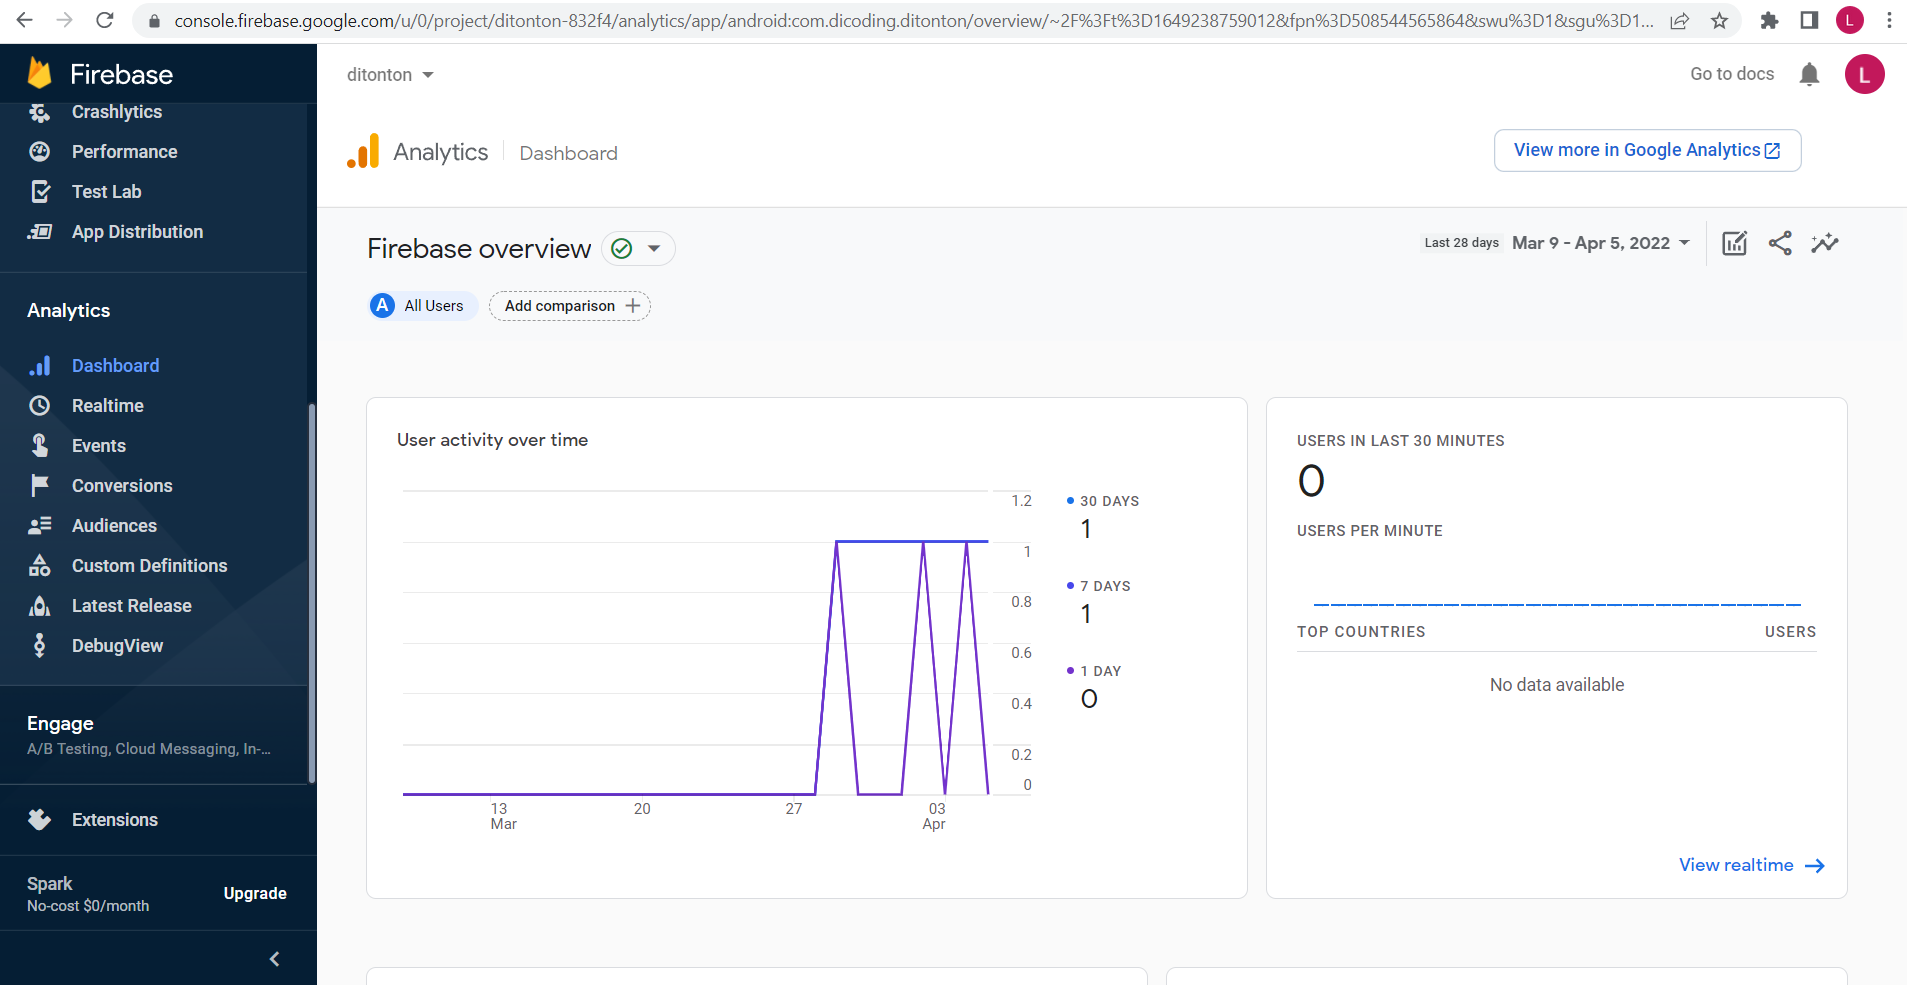 console.firebase.google.com/u/0/project/ditonton-832f4/analytics/app/android:com.dicoding.ditonton/overview/~2F%3Ft%3D1649238759012&fpn%3D508544565864&swu%3D1&sgu%3D1...
L
Firebase
Crashlytics
Performance
Test Lab
App Distribution
Analytics
Dashboard
Realtime
Events
Conversions
Audiences
Custom Definitions
Latest Release
DebugView
Engage
A/B Testing, Cloud Messaging, In-...
Extensions
Spark
No-cost $0/month
Upgrade
ditonton
Go to docs
L
Analytics
Dashboard
View more in Google Analytics
Firebase overview
Last 28 days
Mar 9 - Apr 5, 2022
A
All Users
Add comparison
User activity over time
1.2
1
0.8
0.6
0.4
0.2
0
13
Mar
20
27
03
Apr
30 DAYS
1
7 DAYS
1
1 DAY
0
USERS IN LAST 30 MINUTES
0
USERS PER MINUTE
TOP COUNTRIES
USERS
No data available
View realtime